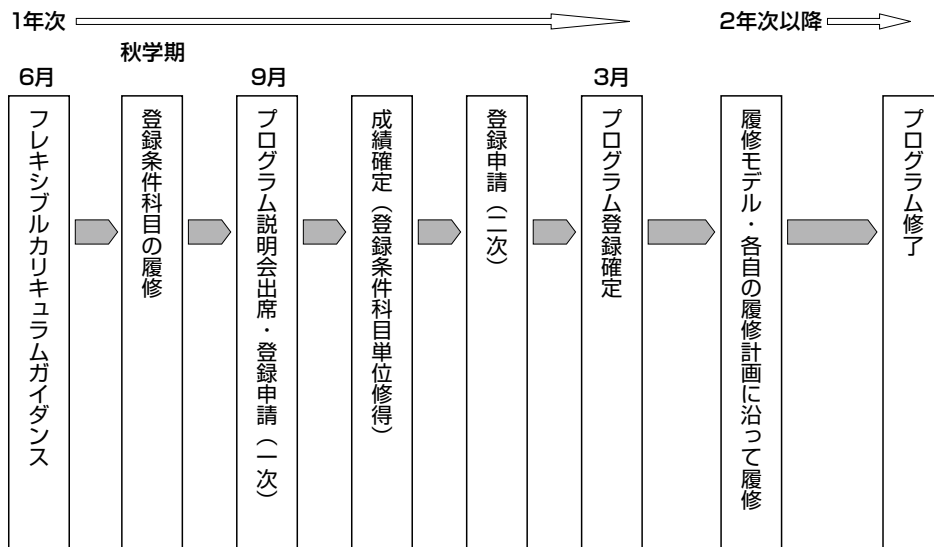 1年次
2年次以降
秋学期
6月
9月
3月
フレキシブルカリキュラムガイダンス
登録条件科目の履修
プログラム説明会出席・登録申請（一次）
成績確定（登録条件科目単位修得）
登録申請（二次）
プログラム登録確定
履修モデル・各自の履修計画に沿って履修
プログラム修了